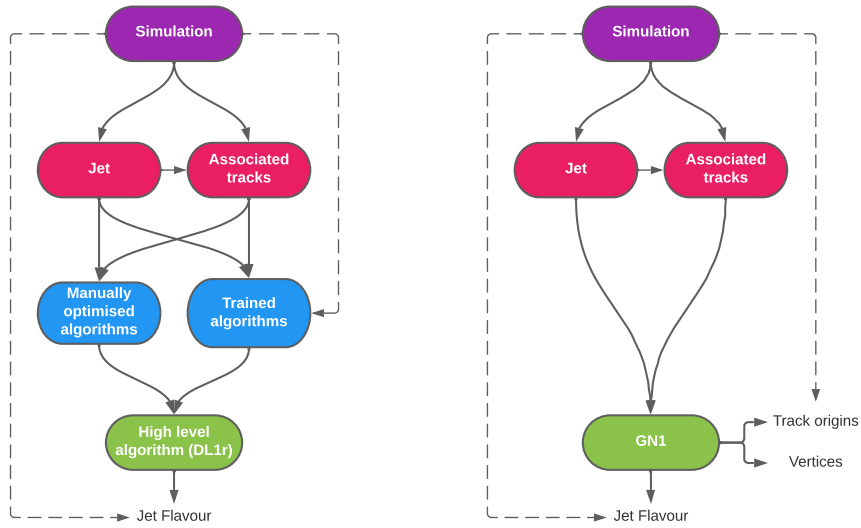 Simulation
Jet
Associated
tracks
Manually
optimised
algorithms
Trained
algorithms
High level
algorithm (DL1r)
Jet Flavour
Simulation
Jet
Associated
tracks
GN1
Track origins
Vertices
Jet Flavour